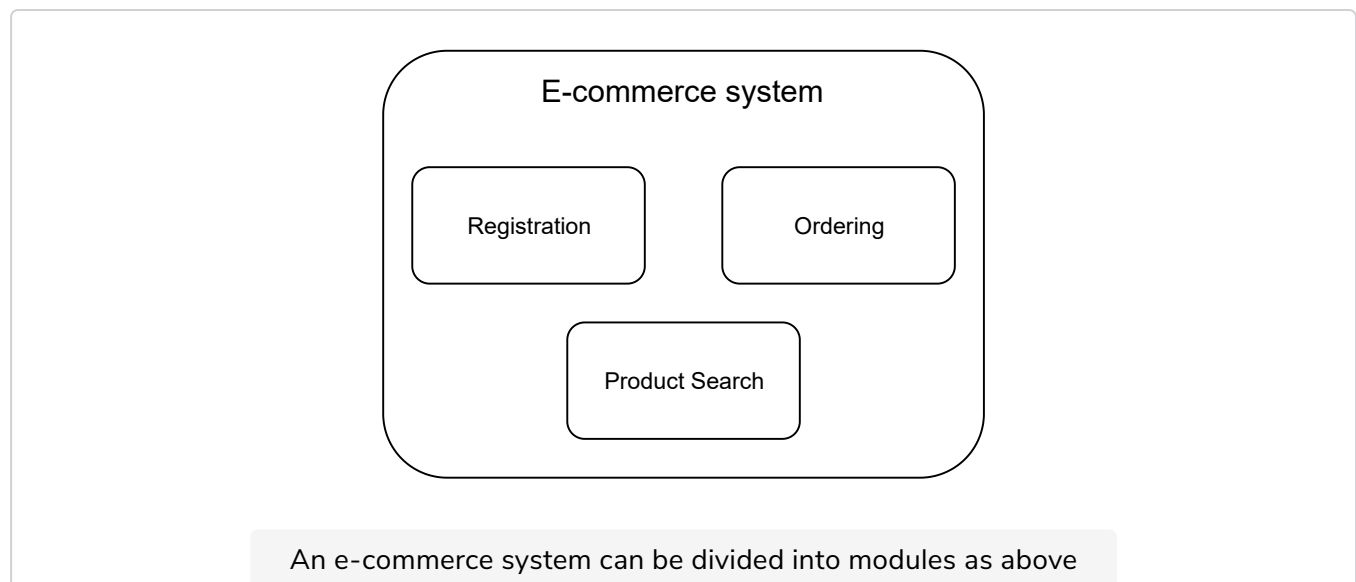 E-commerce system
Registration
Ordering
Product Search
An e-commerce system can be divided into modules as above